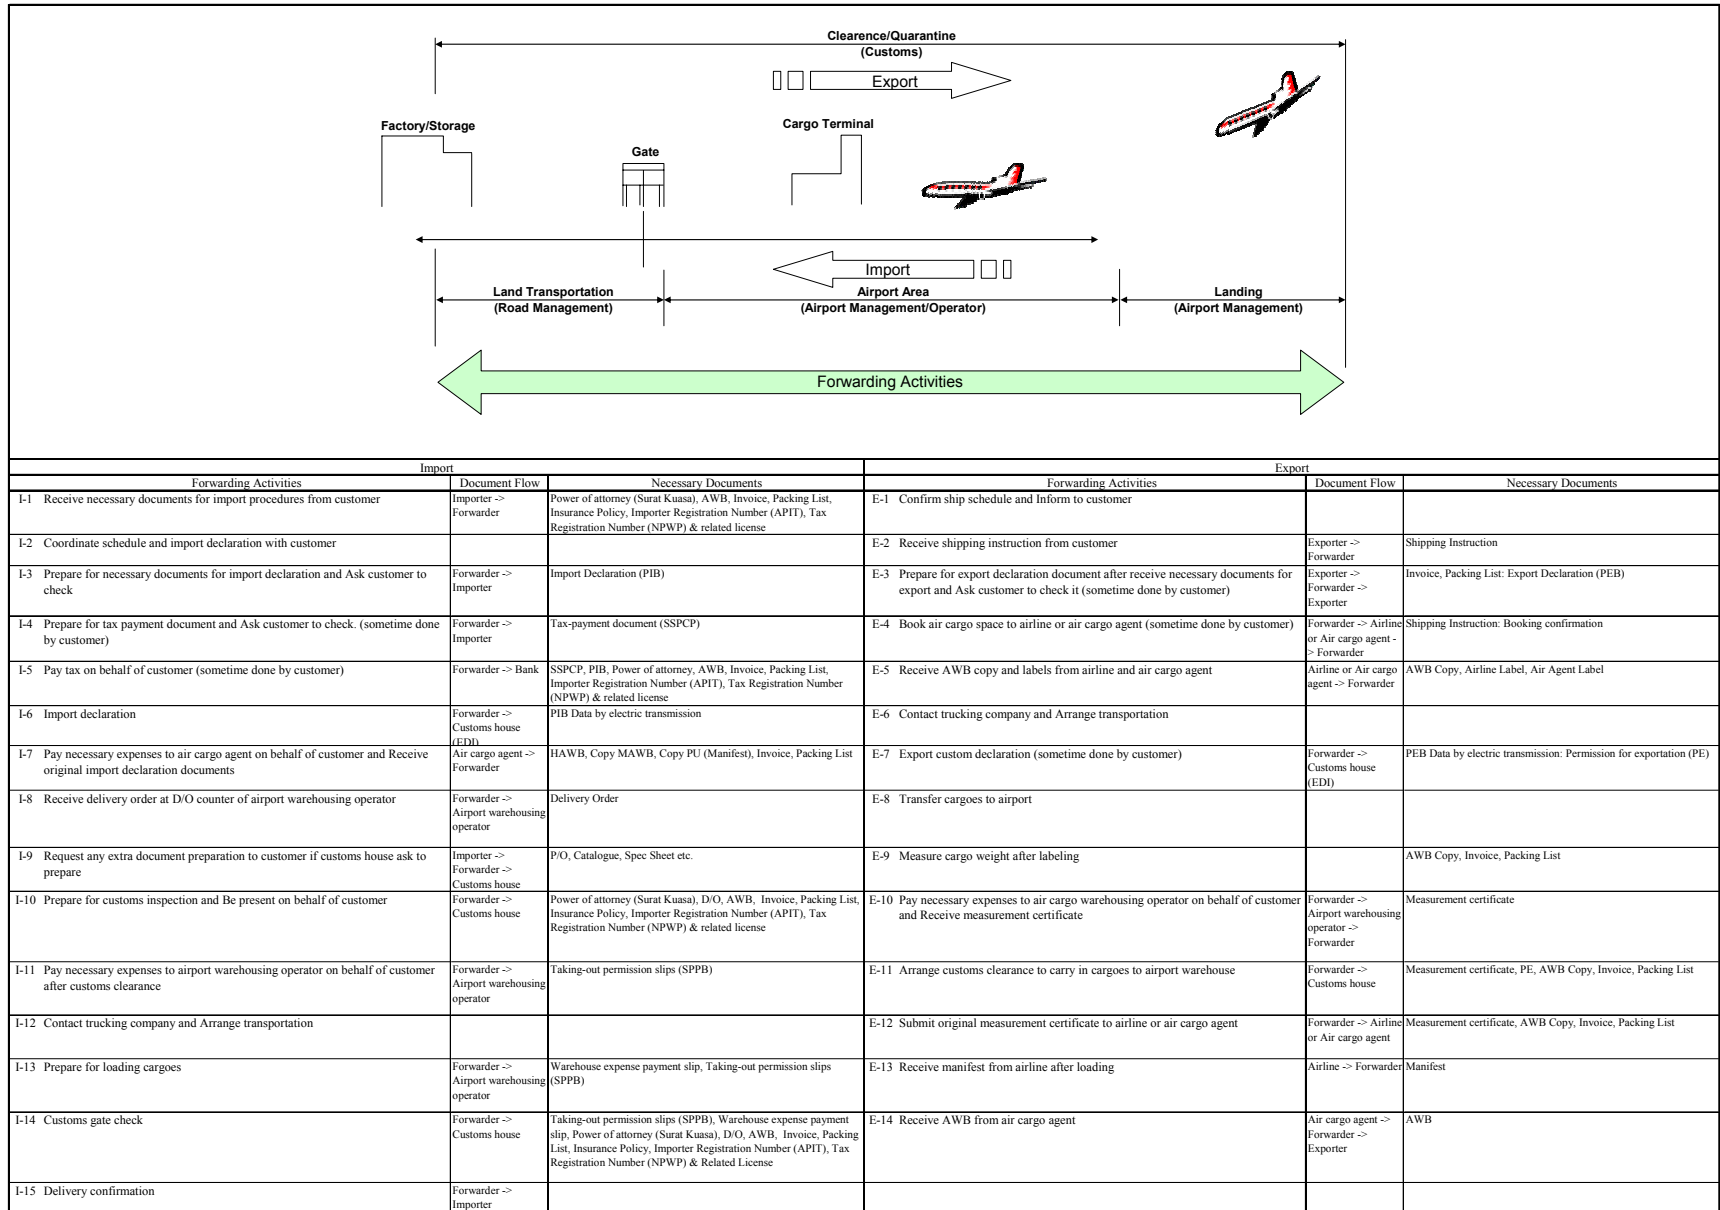 Clearence/Quarantine
(Customs)
Export
Factory/Storage
Cargo Terminal
Gate
Import
Land Transportation
(Road Management)
Airport Area
(Airport Management/Operator)
Landing
(Airport Management)
Forwarding Activities
Import
Forwarding Activities
Document Flow
Necessary Documents
I-1 Receive necessary documents for import procedures from customer
Importer ->
Forwarder
Power of attorney (Surat Kuasa), AWB, Invoice, Packing List,
Insurance Policy, Importer Registration Number (APIT), Tax
Registration Number (NPWP) & related license
I-2 Coordinate schedule and import declaration with customer
I-3 Prepare for necessary documents for import declaration and Ask customer to
check
Forwarder ->
Importer
Import Declaration (PIB)
I-4 Prepare for tax payment document and Ask customer to check. (sometime done
by customer)
Forwarder ->
Importer
Tax-payment document (SSPCP)
I-5 Pay tax on behalf of customer (sometime done by customer)
Forwarder -> Bank
SSPCP, PIB, Power of attorney, AWB, Invoice, Packing List,
Importer Registration Number (APIT), Tax Registration Number
(NPWP) & related license
I-6 Import declaration
Forwarder ->
Customs house
(EDI)
PIB Data by electric transmission
I-7 Pay necessary expenses to air cargo agent on behalf of customer and Receive
original import declaration documents
Air cargo agent ->
Forwarder
HAWB, Copy MAWB, Copy PU (Manifest), Invoice, Packing List
I-8 Receive delivery order at D/O counter of airport warehousing operator
Forwarder ->
Airport warehousing
operator
Delivery Order
I-9 Request any extra document preparation to customer if customs house ask to
prepare
Importer ->
Forwarder ->
Customs house
P/O, Catalogue, Spec Sheet etc.
I-10 Prepare for customs inspection and Be present on behalf of customer
Forwarder ->
Customs house
Power of attorney (Surat Kuasa), D/O, AWB, Invoice, Packing List,
Insurance Policy, Importer Registration Number (APIT), Tax
Registration Number (NPWP) & related license
I-11 Pay necessary expenses to airport warehousing operator on behalf of customer
after customs clearance
Forwarder ->
Airport warehousing
operator
Taking-out permission slips (SPPB)
I-12 Contact trucking company and Arrange transportation
I-13 Prepare for loading cargoes
Forwarder ->
Airport warehousing
operator
Warehouse expense payment slip, Taking-out permission slips
(SPPB)
I-14 Customs gate check
Forwarder ->
Customs house
Taking-out permission slips (SPPB), Warehouse expense payment
slip, Power of attorney (Surat Kuasa), D/O, AWB, Invoice, Packing
List, Insurance Policy, Importer Registration Number (APIT), Tax
Registration Number (NPWP) & Related License
I-15 Delivery confirmation
Forwarder ->
Importer
Export
Forwarding Activities
Document Flow
Necessary Documents
E-1 Confirm ship schedule and Inform to customer
E-2 Receive shipping instruction from customer
Exporter ->
Forwarder
Shipping Instruction
E-3 Prepare for export declaration document after receive necessary documents for
export and Ask customer to check it (sometime done by customer)
Exporter ->
Forwarder ->
Exporter
Invoice, Packing List: Export Declaration (PEB)
E-4 Book air cargo space to airline or air cargo agent (sometime done by customer)
Forwarder -> Airline
or Air cargo agent -
> Forwarder
Shipping Instruction: Booking confirmation
E-5 Receive AWB copy and labels from airline and air cargo agent
Airline or Air cargo
agent -> Forwarder
AWB Copy, Airline Label, Air Agent Label
E-6 Contact trucking company and Arrange transportation
E-7 Export custom declaration (sometime done by customer)
Forwarder ->
Customs house
(EDI)
PEB Data by electric transmission: Permission for exportation (PE)
E-8 Transfer cargoes to airport
E-9 Measure cargo weight after labeling
AWB Copy, Invoice, Packing List
E-10 Pay necessary expenses to air cargo warehousing operator on behalf of customer
and Receive measurement certificate
Forwarder ->
Airport warehousing
operator ->
Forwarder
Measurement certificate
E-11 Arrange customs clearance to carry in cargoes to airport warehouse
Forwarder ->
Customs house
Measurement certificate, PE, AWB Copy, Invoice, Packing List
E-12 Submit original measurement certificate to airline or air cargo agent
Forwarder -> Airline
or Air cargo agent
Measurement certificate, AWB Copy, Invoice, Packing List
E-13 Receive manifest from airline after loading
Airline -> Forwarder
Manifest
E-14 Receive AWB from air cargo agent
Air cargo agent ->
Forwarder ->
Exporter
AWB